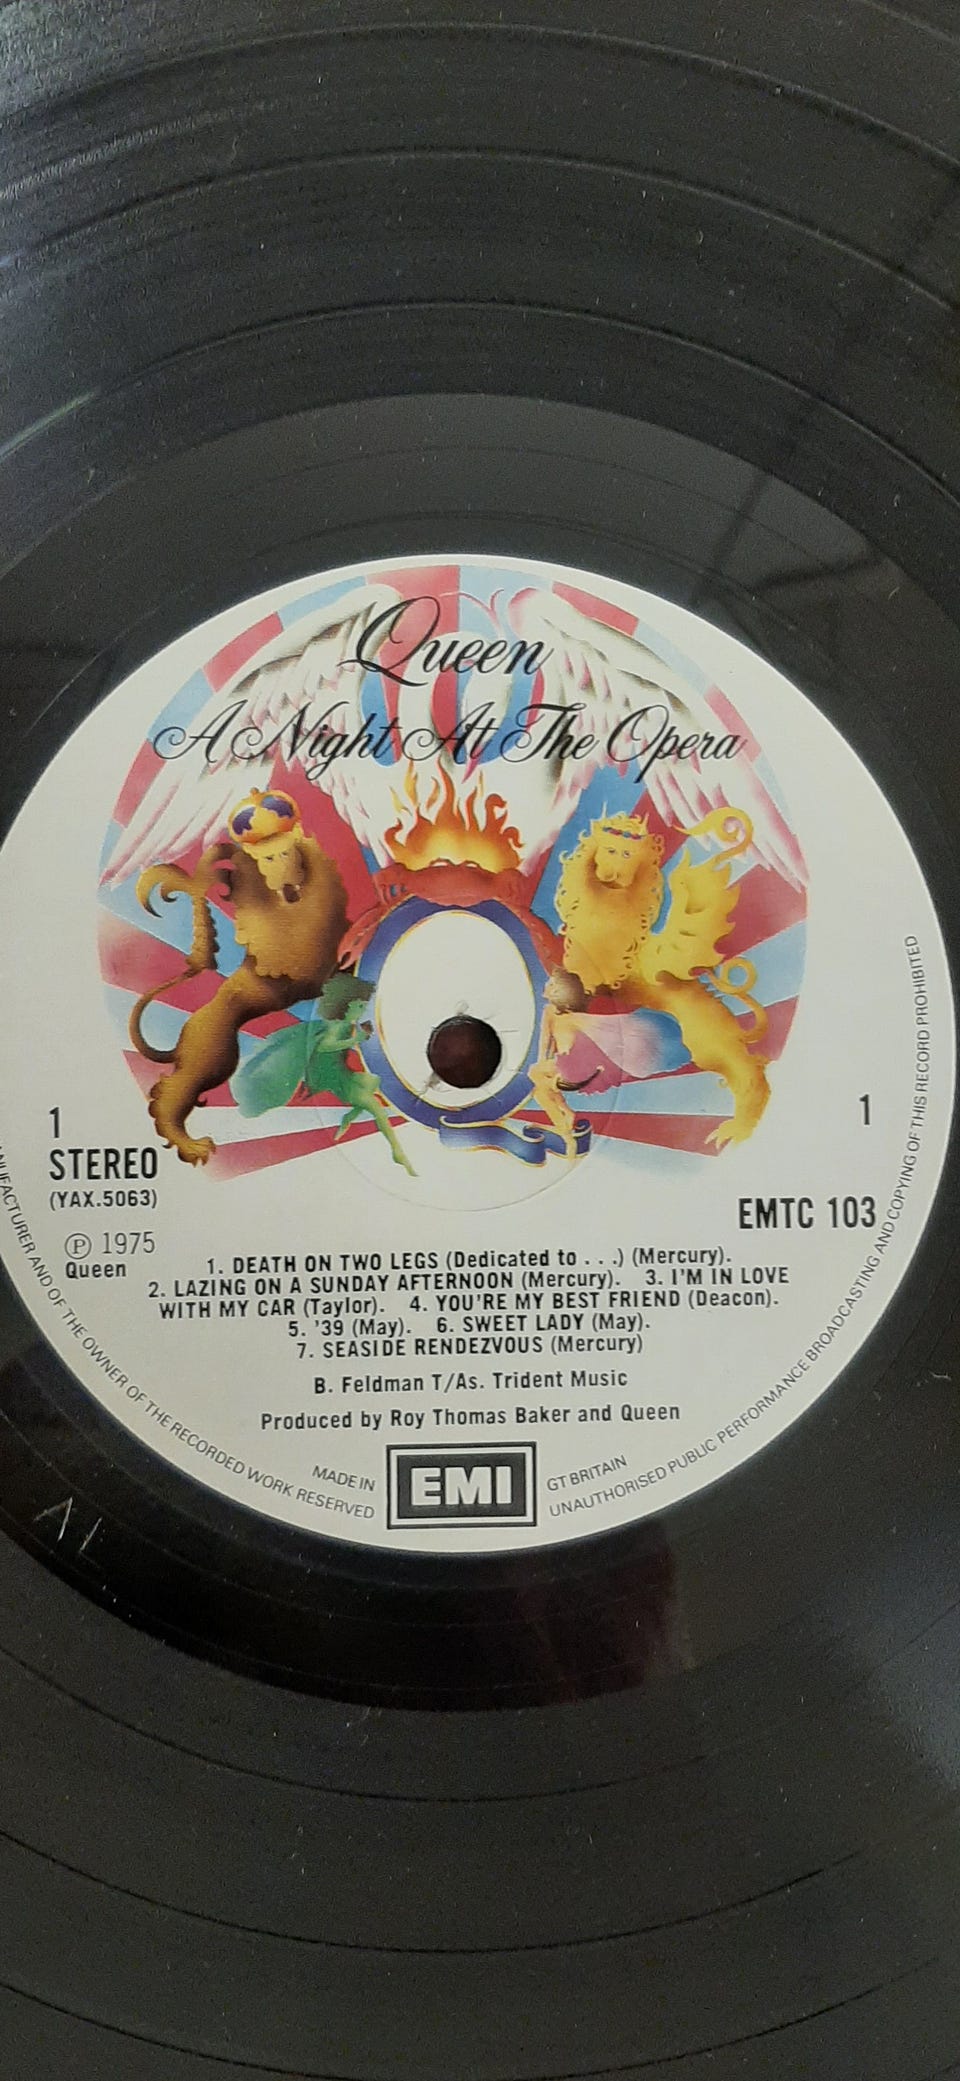 Queen
A Night At The Opera
1
STEREO
(YAX.5063)
Ⓟ 1975
Queen
1
EMTC 103
1. DEATH ON TWO LEGS (Dedicated to . . .) (Mercury).
2. LAZING ON A SUNDAY AFTERNOON (Mercury). 3. I'M IN LOVE
WITH MY CAR (Taylor). 4. YOU'RE MY BEST FRIEND (Deacon).
5. '39 (May). 6. SWEET LADY (May).
7. SEASIDE RENDEZVOUS (Mercury)
B. Feldman T/As. Trident Music
Produced by Roy Thomas Baker and Queen
MADE IN
GT BRITAIN
EMI
AND OF THE OWNER OF THE RECORDED WORK RESERVED
UNAUTHORISED PUBLIC PERFORMANCE BROADCASTING AND COPYING OF THIS RECORD PROHIBITED